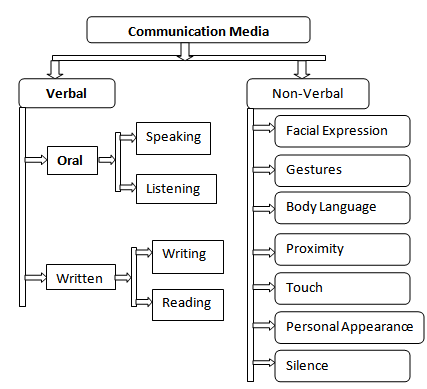 Communication Media
Verbal
Non-Verbal
Oral
Speaking
Listening
Written
Writing
Reading
Facial Expression
Gestures
Body Language
Proximity
Touch
Personal Appearance
Silence